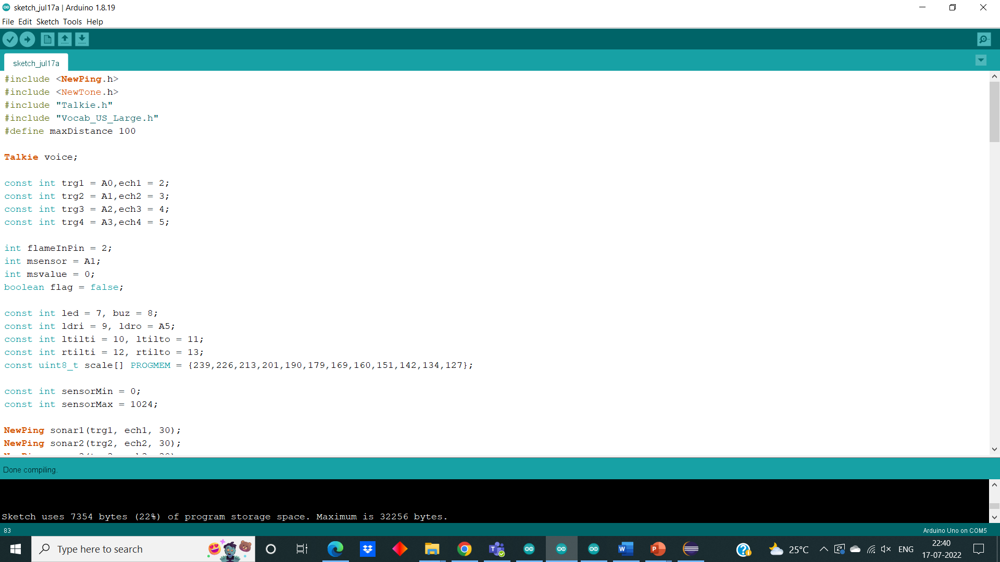 sketch_jul17a | Arduino 1.8.19
File Edit Sketch Tools Help
sketch_jul17a
#include <NewPing.h>
#include <NewTone.h>
#include "Talkie.h"
#include "Vocab_US_Large.h"
#define maxDistance 100
Talkie voice;
const int trg1 = A0,ech1 = 2;
const int trg2 = A1,ech2 = 3;
const int trg3 = A2,ech3 = 4;
const int trg4 = A3,ech4 = 5;
int flameInPin = 2;
int msensor = A1;
int msvalue = 0;
boolean flag = false;
const int led = 7, buz = 8;
const int ldri = 9, ldro = A5;
const int ltilti = 10, ltilto = 11;
const int rtilti = 12, rtilto = 13;
const uint8_t scale[] PROGMEM = {239,226,213,201,190,179,169,160,151,142,134,127};
const int sensorMin = 0;
const int sensorMax = 1024;
NewPing sonar1(trg1, ech1, 30);
NewPing sonar2(trg2, ech2, 30);
Done compiling.
Sketch uses 7354 bytes (22%) of program storage space. Maximum is 32256 bytes.
83
Arduino Uno on COM5
Type here to search
25°C
ENG
22:40
17-07-2022